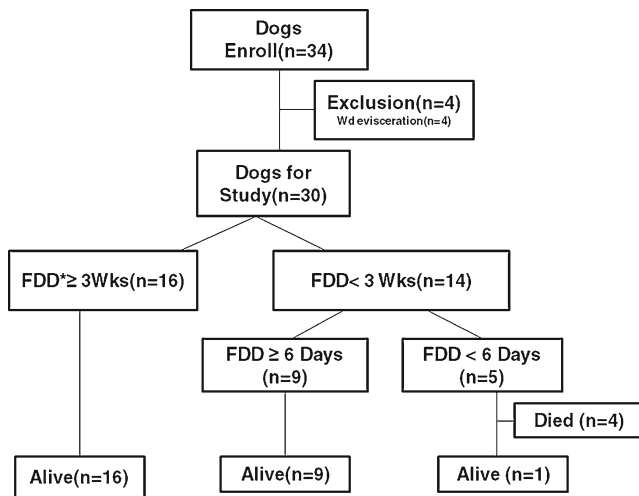 Dogs
Enroll(n=34)
Exclusion(n=4)
Wd evisceration(n=4)
Dogs for
Study(n=30)
FDD*≥ 3Wks(n=16)
FDD< 3 Wks(n=14)
FDD ≥ 6 Days
(n=9)
FDD < 6 Days
(n=5)
Died (n=4)
Alive(n=16)
Alive(n=9)
Alive (n=1)